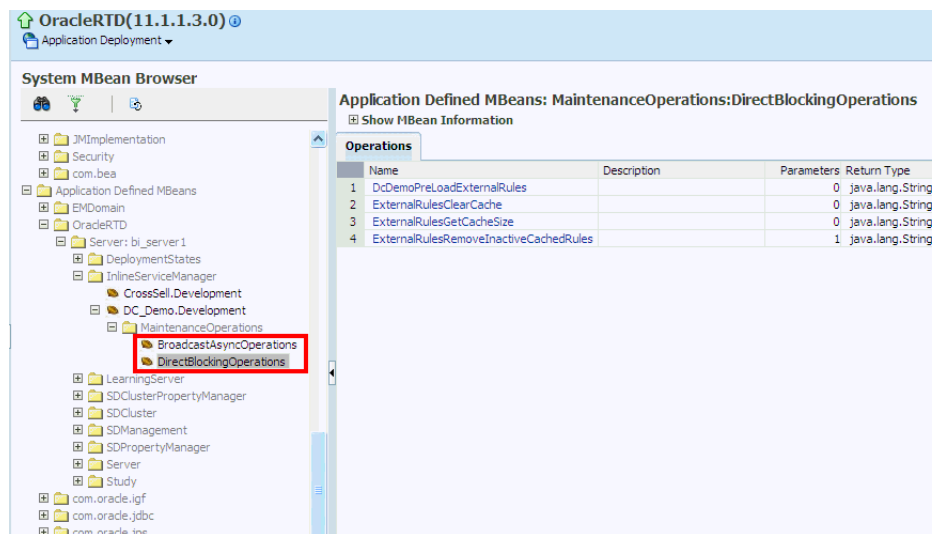 OracleRTD(11.1.1.3.0)
Application Deployment
System MBean Browser
JMImplementation
Security
com.bea
Application Defined MBeans
EMDomain
OracleRTD
Server: bi_server1
DeploymentStates
InlineServiceManager
CrossSell.Development
DC_Demo.Development
MaintenanceOperations
BroadcastAsyncOperations
DirectBlockingOperations
LearningServer
SDClusterPropertyManager
SDCluster
SDManagement
SDPropertyManager
Server
Study
com.oracle.igf
com.oracle.jdbc
com.oracle.jps
Application Defined MBeans: MaintenanceOperations:DirectBlockingOperations
Show MBean Information
Operations
Name Description Parameters Return Type
1 DcDemoPreLoadExternalRules 0 java.lang.String
2 ExternalRulesClearCache 0 java.lang.String
3 ExternalRulesGetCacheSize 0 java.lang.String
4 ExternalRulesRemoveInactiveCachedRules 1 java.lang.String